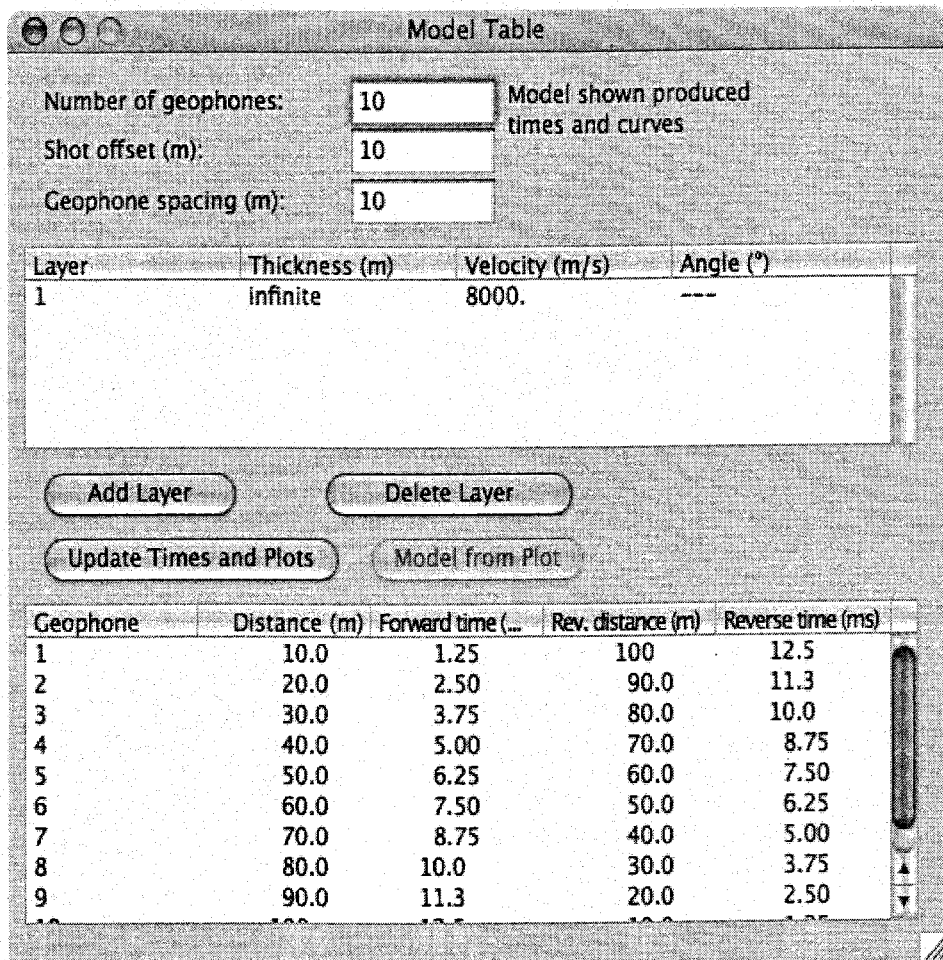 Model Table
Number of geophones: 10 Model shown produced
times and curves
Shot offset (m): 10
Geophone spacing (m): 10
Layer Thickness (m) Velocity (m/s) Angle (°)
1 infinite 8000. ---
Add Layer Delete Layer
Update Times and Plots Model from Plot
Geophone Distance (m) Forward time (... Rev. distance (m) Reverse time (ms)
1 10.0 1.25 100 12.5
2 20.0 2.50 90.0 11.3
3 30.0 3.75 80.0 10.0
4 40.0 5.00 70.0 8.75
5 50.0 6.25 60.0 7.50
6 60.0 7.50 50.0 6.25
7 70.0 8.75 40.0 5.00
8 80.0 10.0 30.0 3.75
9 90.0 11.3 20.0 2.50